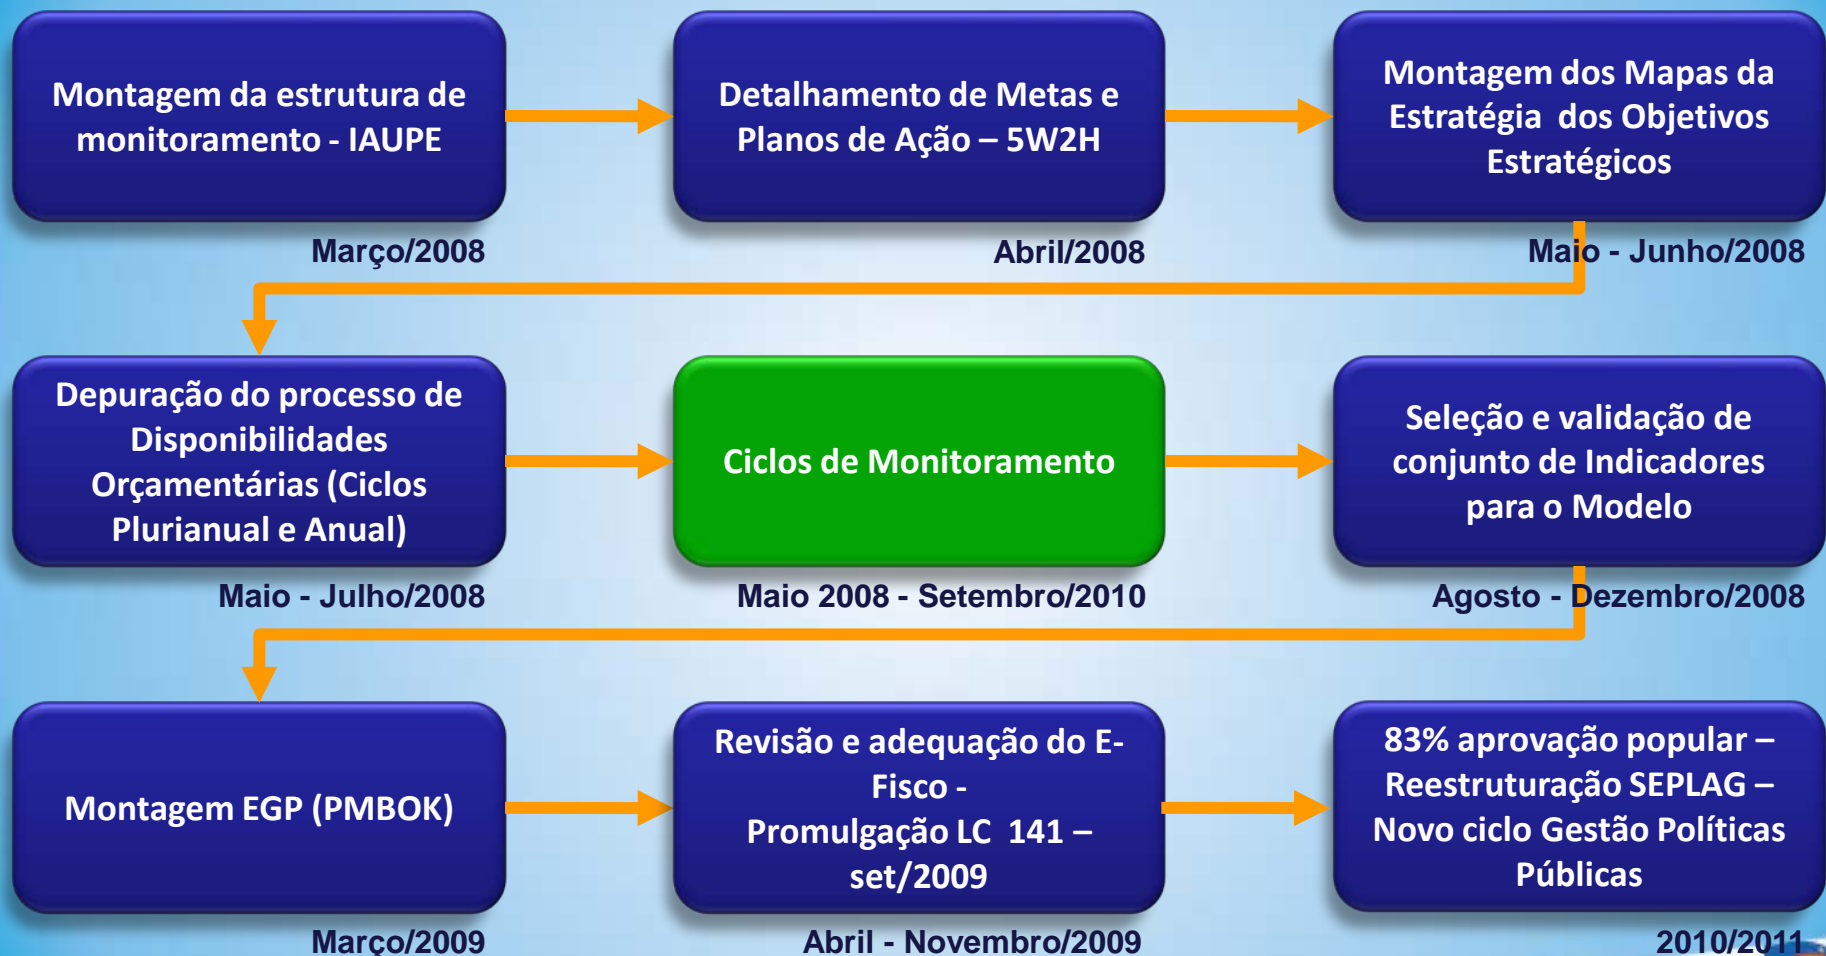 Montagem da estrutura de
monitoramento - IAUPE
Março/2008
Detalhamento de Metas e
Planos de Ação – 5W2H
Abril/2008
Montagem dos Mapas da
Estratégia dos Objetivos
Estratégicos
Maio - Junho/2008
Depuração do processo de
Disponibilidades
Orçamentárias (Ciclos
Plurianual e Anual)
Maio - Julho/2008
Ciclos de Monitoramento
Maio 2008 - Setembro/2010
Seleção e validação de
conjunto de Indicadores
para o Modelo
Agosto - Dezembro/2008
Montagem EGP (PMBOK)
Março/2009
Revisão e adequação do E-
Fisco -
Promulgação LC 141 –
set/2009
Abril - Novembro/2009
83% aprovação popular –
Reestruturação SEPLAG –
Novo ciclo Gestão Políticas
Públicas
2010/2011